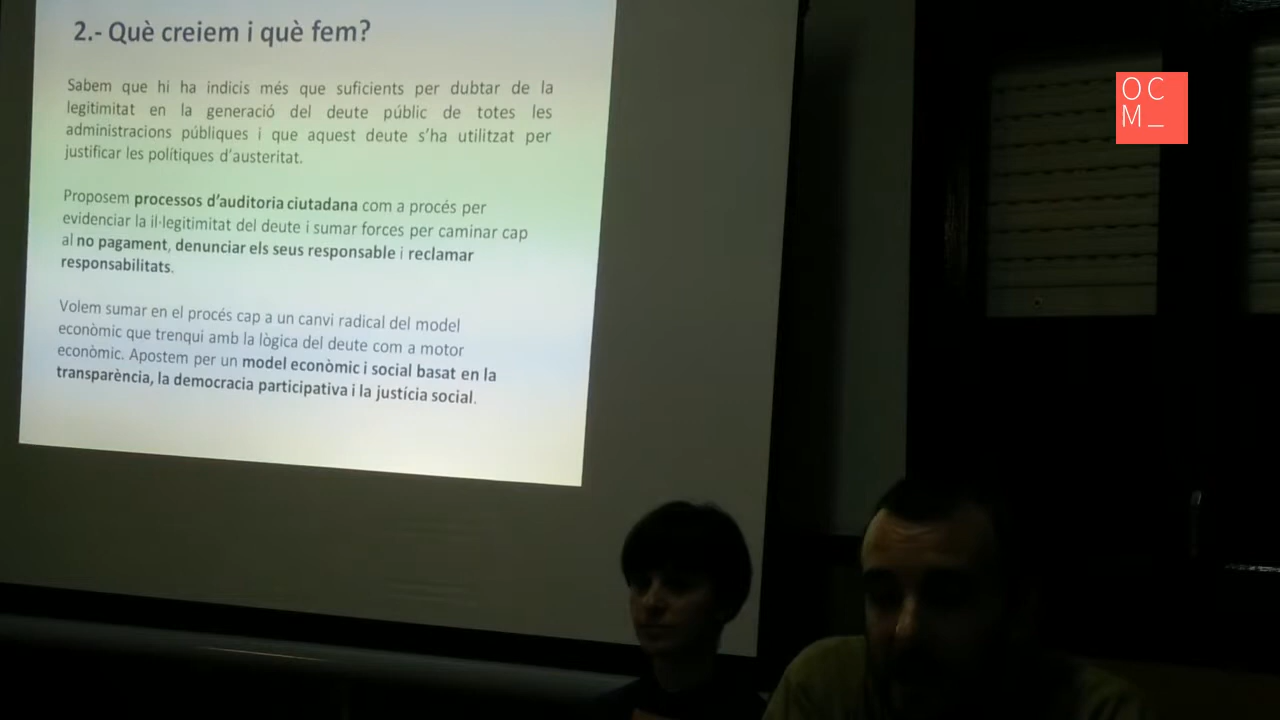 2.- Què creiem i què fem?
Sabem que hi ha indicis més que suficients per dubtar de la
legitimitat en la generació del deute públic de totes les
administracions públiques i que aquest deute s'ha utilitzat per
justificar les polítiques d'austeritat.
Proposem processos d'auditoria ciutadana com a procés per
evidenciar la il·legitimitat del deute i sumar forces per caminar cap
al no pagament, denunciar els seus responsable i reclamar
responsabilitats.
Volem sumar en el procés cap a un canvi radical del model
econòmic que trenqui amb la lògica del deute com a motor
econòmic. Apostem per un model econòmic i social basat en la
transparència, la democracia participativa i la justícia social.
OC
M_